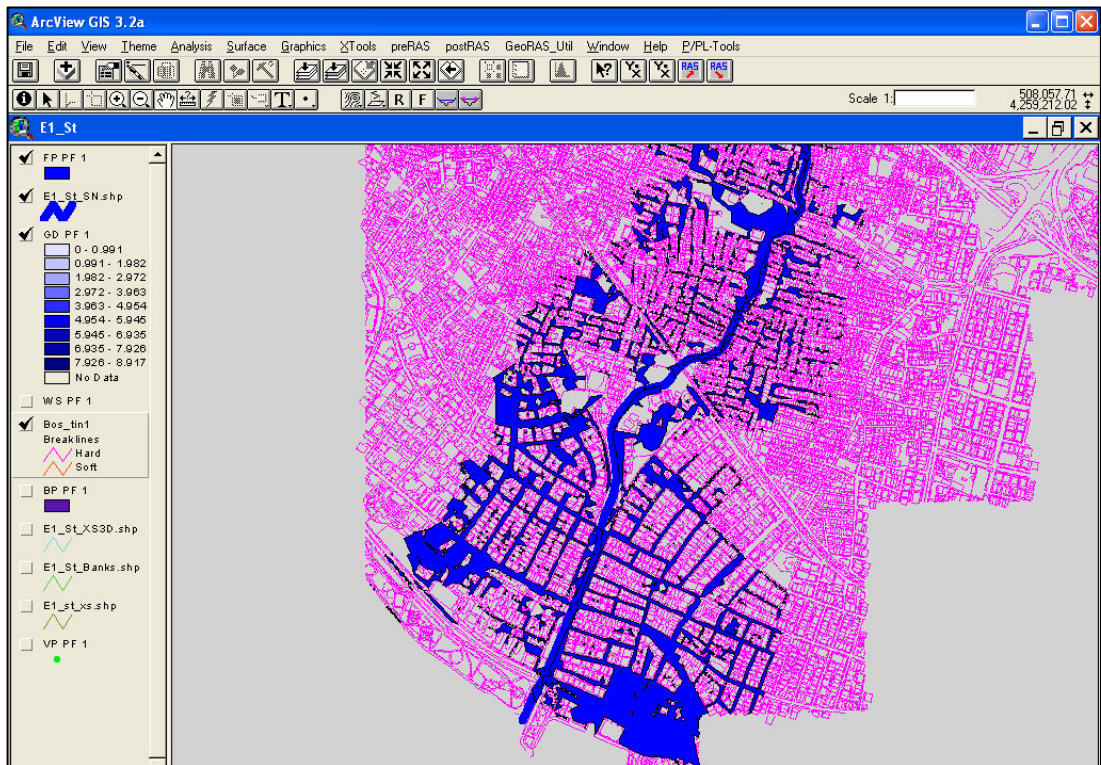 ArcView GIS 3.2a
File Edit View Theme Analysis Surface Graphics XTools preRAS postRAS GeoRAS_Util Window Help P/PL-Tools
RAS RAS
T R F Scale 1: 508,057.71
4,259,212.02
E1_St
FP PF 1
E1_St_SN.shp
GD PF 1
0 - 0.991
0.991 - 1.982
1.982 - 2.972
2.972 - 3.963
3.963 - 4.954
4.954 - 5.945
5.945 - 6.935
6.935 - 7.926
7.926 - 8.917
No Data
WS PF 1
Bos_tin1
Breaklines
Hard
Soft
BP PF 1
E1_St_XS3D.shp
E1_St_Banks.shp
E1_st_xs.shp
VP PF 1